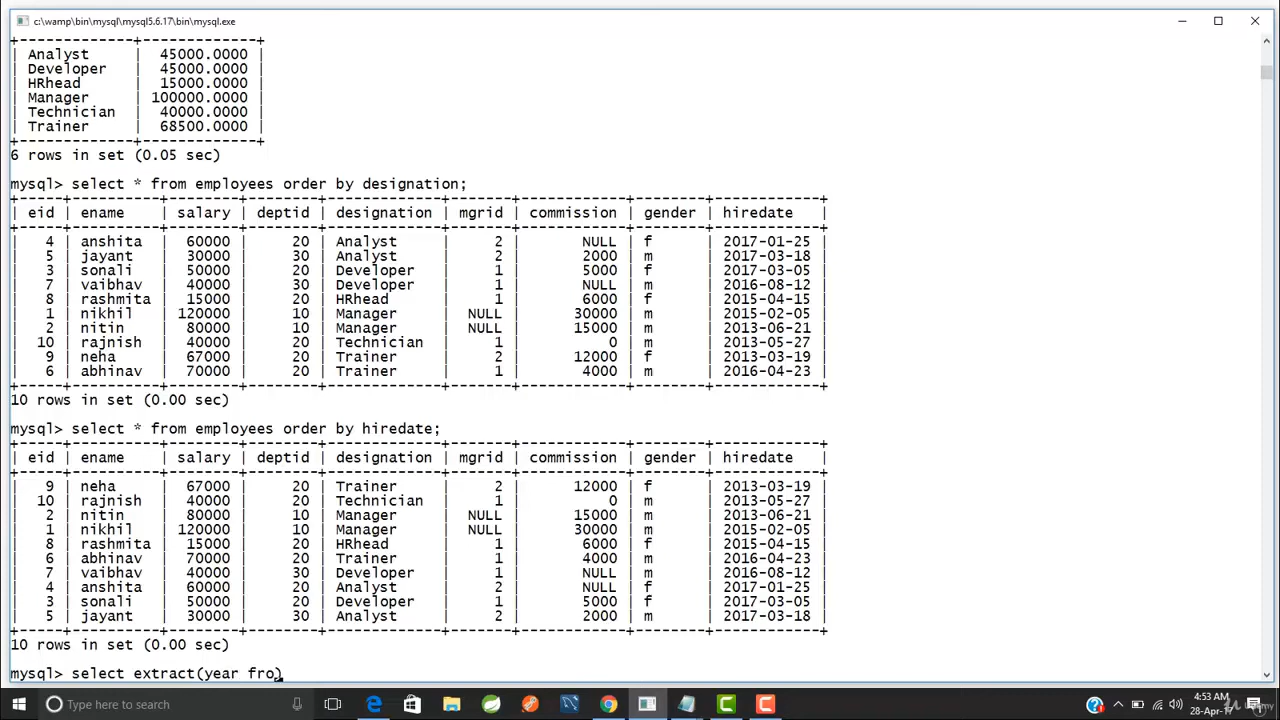 c:\wamp\bin\mysql\mysql5.6.17\bin\mysql.exe
+-------------+-------------+
| Analyst     |  45000.0000 |
| Developer   |  45000.0000 |
| HRhead      |  15000.0000 |
| Manager     | 100000.0000 |
| Technician  |  40000.0000 |
| Trainer     |  68500.0000 |
+-------------+-------------+
6 rows in set (0.05 sec)
mysql> select * from employees order by designation;
+-----+----------+--------+--------+-------------+-------+------------+--------+------------+
| eid | ename    | salary | deptid | designation | mgrid | commission | gender | hiredate   |
+-----+----------+--------+--------+-------------+-------+------------+--------+------------+
|   4 | anshita  |  60000 |     20 | Analyst     |     2 |       NULL | f      | 2017-01-25 |
|   5 | jayant   |  30000 |     30 | Analyst     |     2 |       2000 | m      | 2017-03-18 |
|   3 | sonali   |  50000 |     20 | Developer   |     1 |       5000 | f      | 2017-03-05 |
|   7 | vaibhav  |  40000 |     30 | Developer   |     1 |       NULL | m      | 2016-08-12 |
|   8 | rashmita |  15000 |     20 | HRhead      |     1 |       6000 | f      | 2015-04-15 |
|   1 | nikhil   | 120000 |     10 | Manager     |  NULL |      30000 | m      | 2015-02-05 |
|   2 | nitin    |  80000 |     10 | Manager     |  NULL |      15000 | m      | 2013-06-21 |
|  10 | rajnish  |  40000 |     20 | Technician  |     1 |          0 | m      | 2013-05-27 |
|   9 | neha     |  67000 |     20 | Trainer     |     2 |      12000 | f      | 2013-03-19 |
|   6 | abhinav  |  70000 |     20 | Trainer     |     1 |       4000 | m      | 2016-04-23 |
+-----+----------+--------+--------+-------------+-------+------------+--------+------------+
10 rows in set (0.00 sec)
mysql> select * from employees order by hiredate;
+-----+----------+--------+--------+-------------+-------+------------+--------+------------+
| eid | ename    | salary | deptid | designation | mgrid | commission | gender | hiredate   |
+-----+----------+--------+--------+-------------+-------+------------+--------+------------+
|   9 | neha     |  67000 |     20 | Trainer     |     2 |      12000 | f      | 2013-03-19 |
|  10 | rajnish  |  40000 |     20 | Technician  |     1 |          0 | m      | 2013-05-27 |
|   2 | nitin    |  80000 |     10 | Manager     |  NULL |      15000 | m      | 2013-06-21 |
|   1 | nikhil   | 120000 |     10 | Manager     |  NULL |      30000 | m      | 2015-02-05 |
|   8 | rashmita |  15000 |     20 | HRhead      |     1 |       6000 | f      | 2015-04-15 |
|   6 | abhinav  |  70000 |     20 | Trainer     |     1 |       4000 | m      | 2016-04-23 |
|   7 | vaibhav  |  40000 |     30 | Developer   |     1 |       NULL | m      | 2016-08-12 |
|   4 | anshita  |  60000 |     20 | Analyst     |     2 |       NULL | f      | 2017-01-25 |
|   3 | sonali   |  50000 |     20 | Developer   |     1 |       5000 | f      | 2017-03-05 |
|   5 | jayant   |  30000 |     30 | Analyst     |     2 |       2000 | m      | 2017-03-18 |
+-----+----------+--------+--------+-------------+-------+------------+--------+------------+
10 rows in set (0.00 sec)
mysql> select extract(year fro)
Type here to search
4:53 AM
28-Apr-